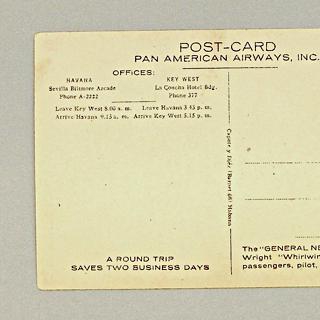 POST-CARD
PAN AMERICAN AIRWAYS, INC.
OFFICES:
HAVANA
Sevilla Biltmore Arcade
Phone A-2222
KEY WEST
La Concha Hotel Bdg.
Phone 377
Leave Key West 8.00 a. m. Leave Havana 3 45 p. m.
Arrive Havana 9.15 a. m. Arrive Key West 5.15 p. m.
A ROUND TRIP
SAVES TWO BUSINESS DAYS
Habana
The "GENERAL NE
Wright "Whirlwin
passengers, pilot,